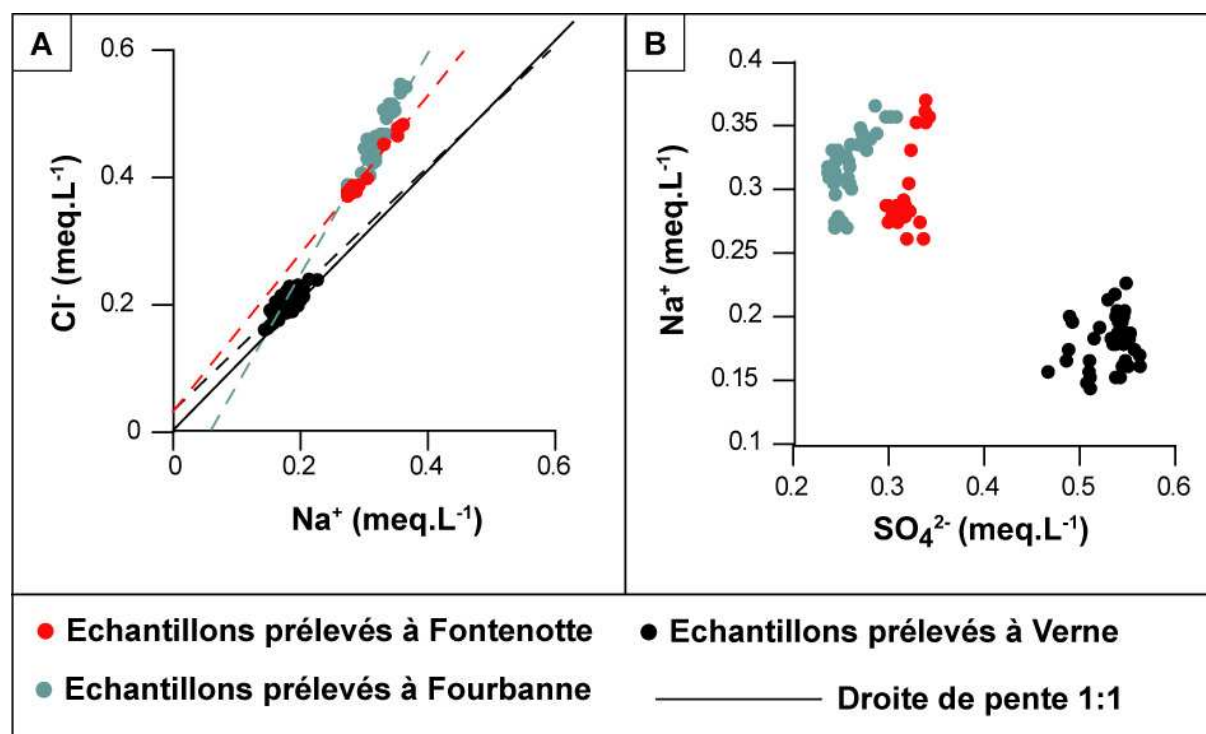 A
0.6
0.4
0.2
0
0
0.2
0.4
0.6
Cl⁻ (meq.L⁻¹)
Na⁺ (meq.L⁻¹)
B
0.4
0.35
0.3
0.25
0.2
0.15
0.1
0.2
0.3
0.4
0.5
0.6
Na⁺ (meq.L⁻¹)
SO₄²⁻ (meq.L⁻¹)
Echantillons prélevés à Fontenotte
Echantillons prélevés à Verne
Echantillons prélevés à Fourbanne
Droite de pente 1:1